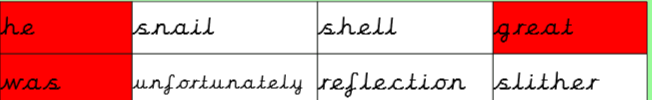 he snail shell great
was unfortunately reflection slither